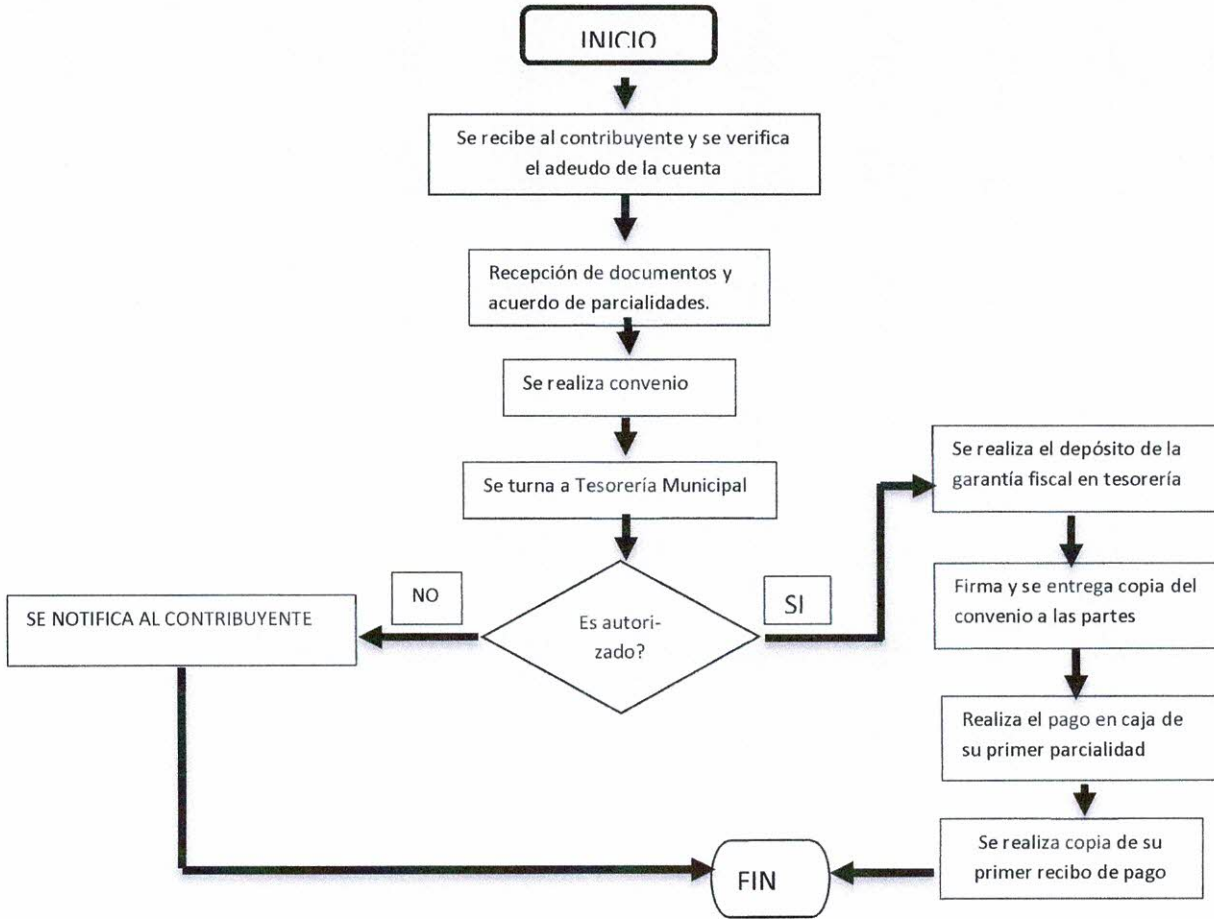 INICIO
Se recibe al contribuyente y se verifica
el adeudo de la cuenta
Recepción de documentos y
acuerdo de parcialidades.
Se realiza convenio
Se turna a Tesorería Municipal
Es autori-
zado?
NO
SE NOTIFICA AL CONTRIBUYENTE
SI
Se realiza el depósito de la
garantía fiscal en tesorería
Firma y se entrega copia del
convenio a las partes
Realiza el pago en caja de
su primer parcialidad
Se realiza copia de su
primer recibo de pago
FIN